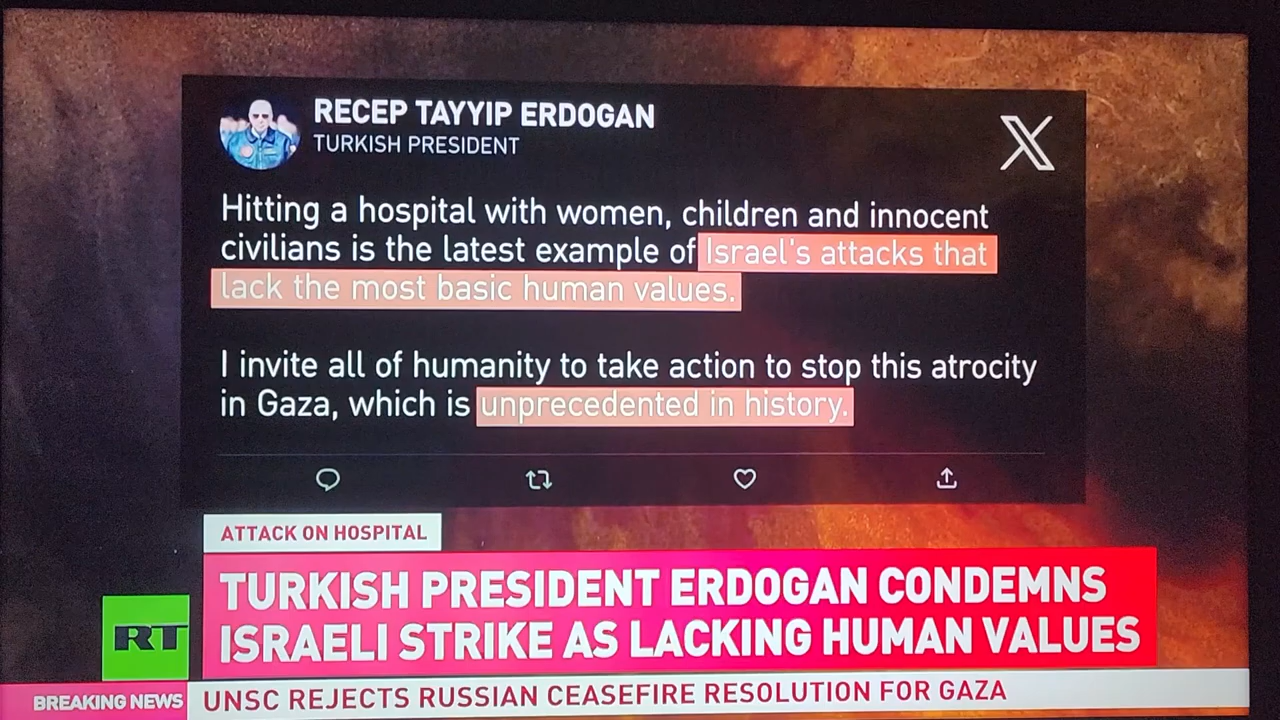 RECEP TAYYIP ERDOGAN
TURKISH PRESIDENT
X
Hitting a hospital with women, children and innocent
civilians is the latest example of Israel's attacks that
lack the most basic human values.
I invite all of humanity to take action to stop this atrocity
in Gaza, which is unprecedented in history.
ATTACK ON HOSPITAL
TURKISH PRESIDENT ERDOGAN CONDEMNS
ISRAELI STRIKE AS LACKING HUMAN VALUES
RT
BREAKING NEWS UNSC REJECTS RUSSIAN CEASEFIRE RESOLUTION FOR GAZA